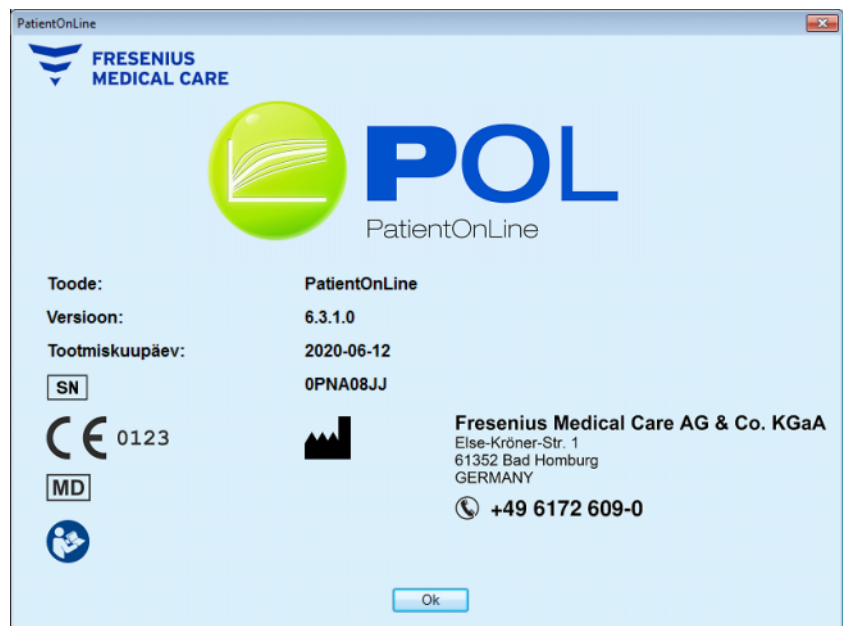 PatientOnLine
FRESENIUS
MEDICAL CARE
POL
PatientOnLine
Toode: PatientOnLine
Versioon: 6.3.1.0
Tootmiskuupäev: 2020-06-12
SN 0PNA08JJ
CE 0123
Fresenius Medical Care AG & Co. KGaA
Else-Kröner-Str. 1
61352 Bad Homburg
GERMANY
MD
+49 6172 609-0
Ok